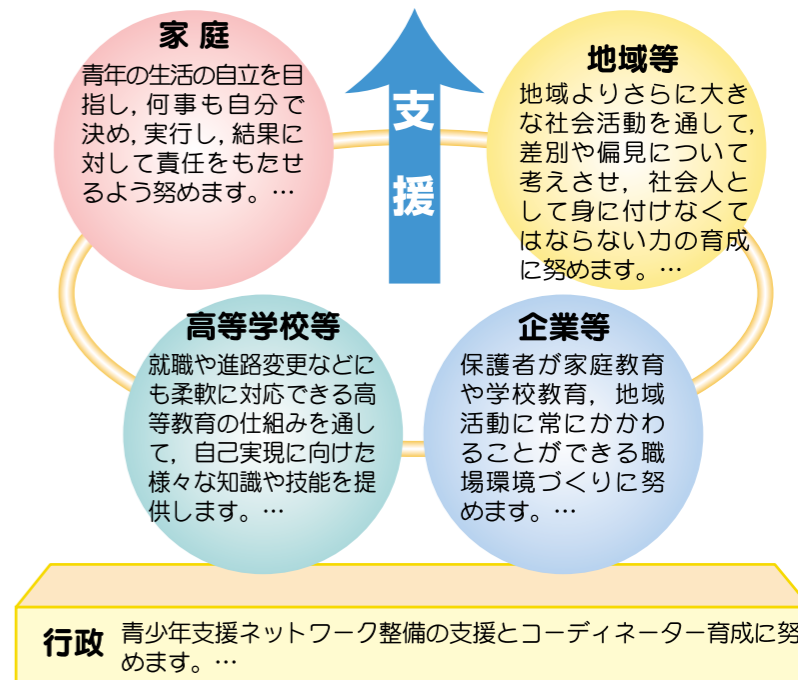 家庭
青年の生活の自立を目
指し，何事も自分で
決め，実行し，結果に
対して責任をもたせ
るよう努めます。…
支援
地域等
地域よりさらに大き
な社会活動を通して，
差別や偏見について
考えさせ，社会人と
して身に付けなくて
はならない力の育成
に努めます。…
高等学校等
就職や進路変更などに
も柔軟に対応できる高
等教育の仕組みを通し
て，自己実現に向けた
様々な知識や技能を提
供します。…
企業等
保護者が家庭教育
や学校教育，地域
活動に常にかかわ
ることができる職
場環境づくりに努
めます。…
行政
青少年支援ネットワーク整備の支援とコーディネーター育成に努
めます。…